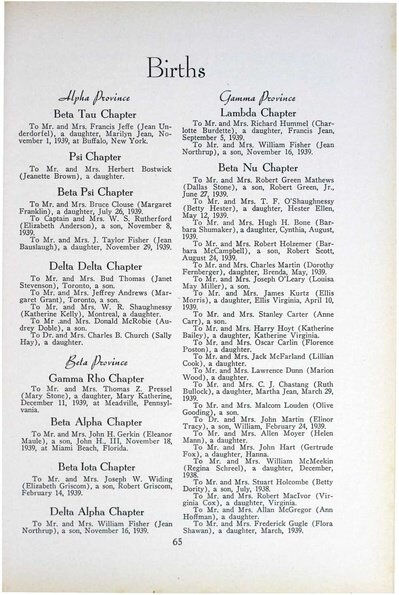 Births
Alpha Province
Beta Tau Chapter
To Mr. and Mrs. Francis Jeffe (Jean Un-
derdorfel), a daughter, Marilyn Jean, No-
vember 1, 1939, at Buffalo, New York.
Psi Chapter
To Mr. and Mrs. Herbert Bostwick
(Jeanette Brown), a daughter.
Beta Psi Chapter
To Mr. and Mrs. Bruce Clouse (Margaret
Franklin), a daughter, July 26, 1939.
To Captain and Mrs. W. S. Rutherford
(Elizabeth Anderson), a son, November 8,
1939.
To Mr. and Mrs. J. Taylor Fisher (Jean
Bauslaugh), a daughter, November 29, 1939.
Delta Delta Chapter
To Mr. and Mrs. Bud Thomas (Janet
Stevenson), Toronto, a son.
To Mr. and Mrs. Jeffrey Andrews (Mar-
garet Grant), Toronto, a son.
To Mr. and Mrs. W. R. Shaughnessy
(Katherine Kelly), Montreal, a daughter.
To Mr .and Mrs. Donald McRobie (Au-
drey Doble), a son.
To Dr. and Mrs. Charles B. Church (Sally
Hay), a daughter.
Beta Province
Gamma Rho Chapter
To Mr. and Mrs. Thomas Z. Pressel
(Mary Stone), a daughter, Mary Katherine,
December 11, 1939, at Meadville, Pennsyl-
vania.
Beta Alpha Chapter
To Mr. and Mrs. John H. Gerkin (Eleanor
Maule), a son, John H., III, November 18,
1939, at Miami Beach, Florida.
Beta Iota Chapter
To Mr. and Mrs. Joseph W. Widing
(Elizabeth Griscom), a son, Robert Griscom,
February 14, 1939.
Delta Alpha Chapter
To Mr. and Mrs. William Fisher (Jean
Northrup), a son, November 16, 1939.
Gamma Province
Lambda Chapter
To Mr. and Mrs. Richard Hummel (Char-
lotte Burdette), a daughter, Francis Jean,
September 5, 1939.
To Mr. and Mrs. William Fisher (Jean
Northrup), a son, November 16, 1939.
Beta Nu Chapter
To Mr. and Mrs. Robert Green Mathews
(Dallas Stone), a son, Robert Green, Jr.,
June 27, 1939.
To Mr. and Mrs. T. F. O'Shaughnessy
(Betty Hester), a daughter, Hester Ellen,
May 12, 1939.
To Mr. and Mrs. Hugh H. Bone (Bar-
bara Shumaker), a daughter, Cynthia, August,
1939.
To Mr. and Mrs. Robert Holzemer (Bar-
bara McCampbell), a son, Robert Scott,
August 24, 1939.
To Mr. and Mrs. Charles Martin (Dorothy
Fernberger), daughter, Brenda, May, 1939.
To Mr. and Mrs. Joseph O'Leary (Louisa
May Miller), a son.
To Mr. and Mrs. James Kurtz (Ellis
Morris), a daughter, Ellis Virginia, April 10,
1939.
To Mr. and Mrs. Stanley Carter (Anne
Carr), a son.
To Mr. and Mrs. Harry Hoyt (Katherine
Bailey), a daughter, Katherine Virginia.
To Mr. and Mrs. Oscar Carlin (Florence
Poston), a daughter.
To Mr. and Mrs. Jack McFarland (Lillian
Cook), a daughter.
To Mr. and Mrs. Lawrence Dunn (Marion
Wood), a daughter.
To Mr. and Mrs. C. J. Chastang (Ruth
Bullock), a daughter, Martha Jean, March 29,
1939.
To Mr. and Mrs. Malcom Louden (Olive
Gooding), a son.
To Dr. and Mrs. John Martin (Elinor
Tracy), a son, William, February 24, 1939.
To Mr. and Mrs. Allen Moyer (Helen
Mann), a daughter.
To Mr. and Mrs. John Hart (Gertrude
Fox), a daughter, Hanna.
To Mr. and Mrs. William McMeekin
(Regina Schreel), a daughter, December,
1938.
To Mr. and Mrs. Stuart Holcombe (Betty
Dority), a son, July, 1938.
To Mr. and Mrs. Robert MacIvor (Vir-
ginia Cox), a daughter, Virginia.
To Mr. and Mrs. Allan McGregor (Ann
Hoffman), a daughter.
To Mr. and Mrs. Frederick Gugle (Flora
Shawan), a daughter, March, 1939.
65